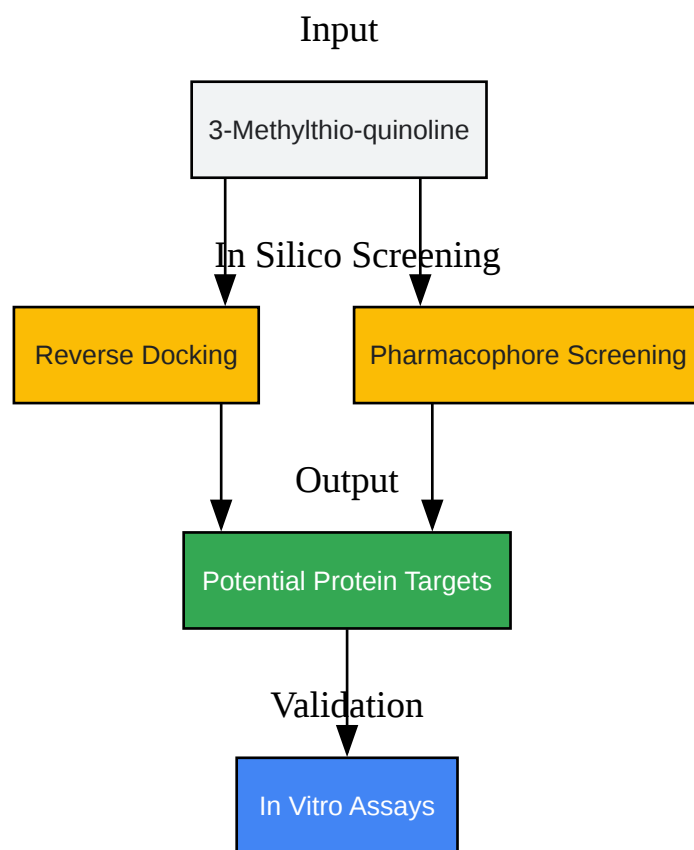 Input
3-Methylthio-quinoline
In Silico Screening
Reverse Docking
Pharmacophore Screening
Output
Potential Protein Targets
Validation
In Vitro Assays